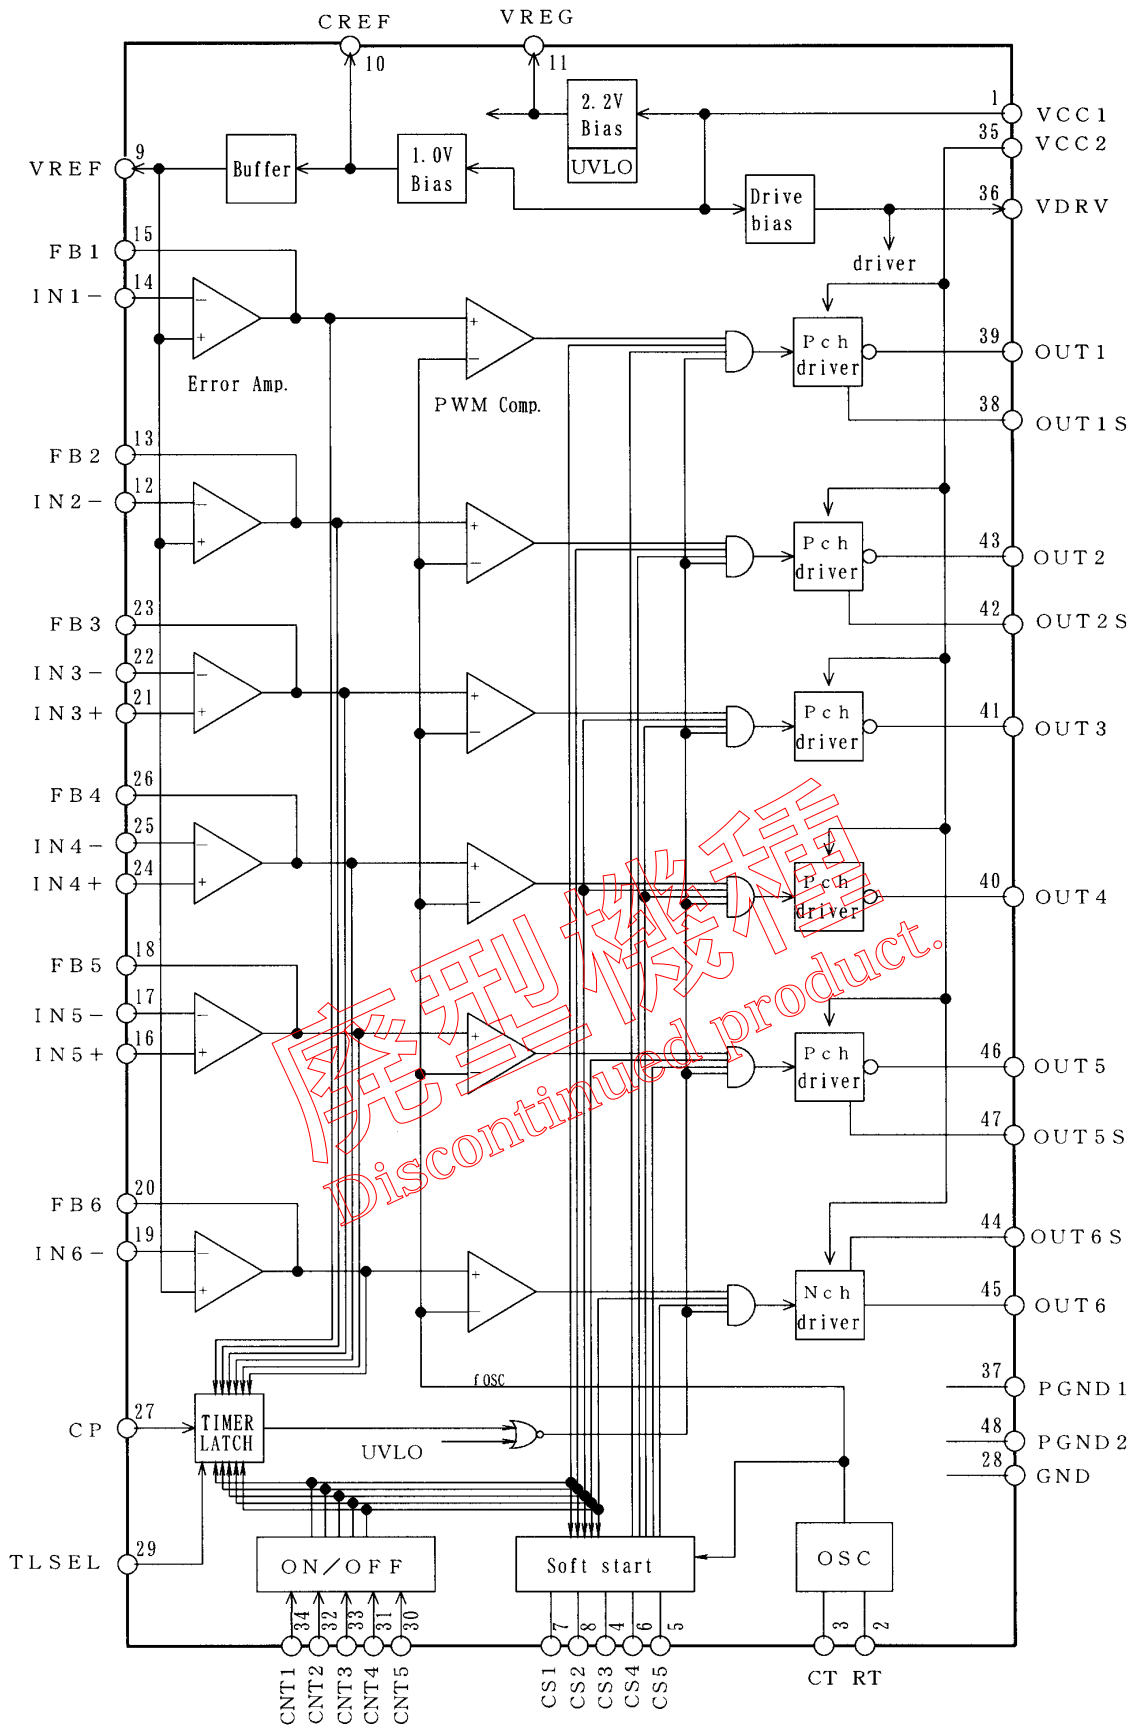 CREF
10
VREG
11
2.2V
Bias
UVLO
1
VCC1
35
VCC2
9
VREF
Buffer
1.0V
Bias
Drive
bias
36
VDRV
driver
15
FB1
14
IN1-
-
+
Error Amp.
+
-
PWM Comp.
Pch
driver
39
OUT1
38
OUT1S
13
FB2
12
IN2-
-
+
+
-
Pch
driver
43
OUT2
42
OUT2S
23
FB3
22
IN3-
21
IN3+
-
+
+
-
Pch
driver
41
OUT3
26
FB4
25
IN4-
24
IN4+
-
+
+
-
Pch
driver
40
OUT4
18
FB5
17
IN5-
16
IN5+
-
+
+
-
Pch
driver
46
OUT5
47
OUT5S
廃型機種
Discontinued product.
20
FB6
19
IN6-
-
+
+
-
Nch
driver
44
OUT6S
45
OUT6
fOSC
37
PGND1
48
PGND2
28
GND
27
CP
TIMER
LATCH
UVLO
29
TLSEL
ON/OFF
Soft start
OSC
34
32
33
31
30
7
8
4
6
5
3
2
CNT1
CNT2
CNT3
CNT4
CNT5
CS1
CS2
CS3
CS4
CS5
CT
RT